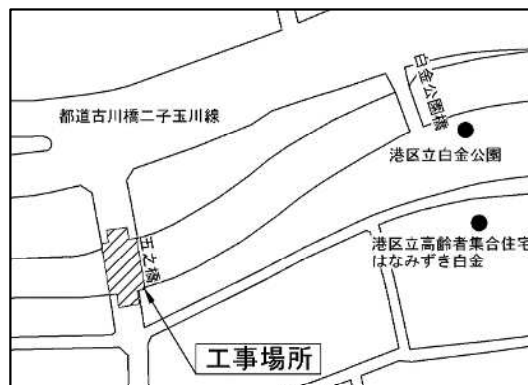 白金公園橋
都道古川橋二子玉川線
港区立白金公園
五之橋
港区立高齢者集合住宅
はなみずき白金
工事場所